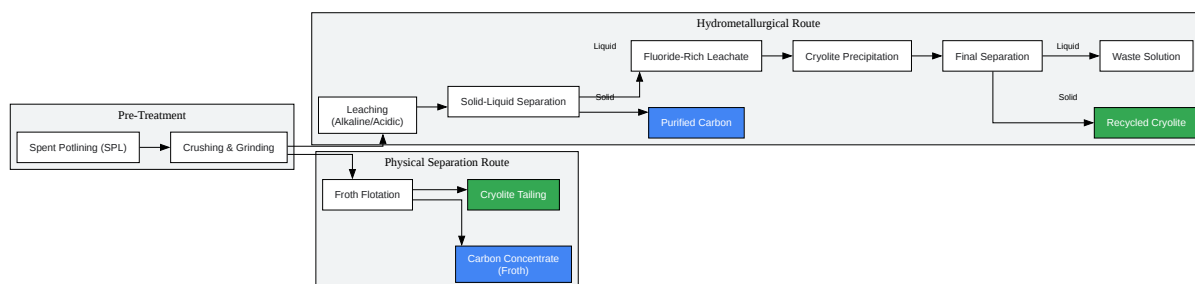 Hydrometallurgical Route
Liquid
Fluoride-Rich Leachate
Cryolite Precipitation
Final Separation
Liquid
Waste Solution
Leaching
(Alkaline/Acidic)
Solid-Liquid Separation
Solid
Purified Carbon
Solid
Recycled Cryolite
Pre-Treatment
Spent Potlining (SPL)
Crushing & Grinding
Physical Separation Route
Froth Flotation
Cryolite Tailing
Carbon Concentrate
(Froth)